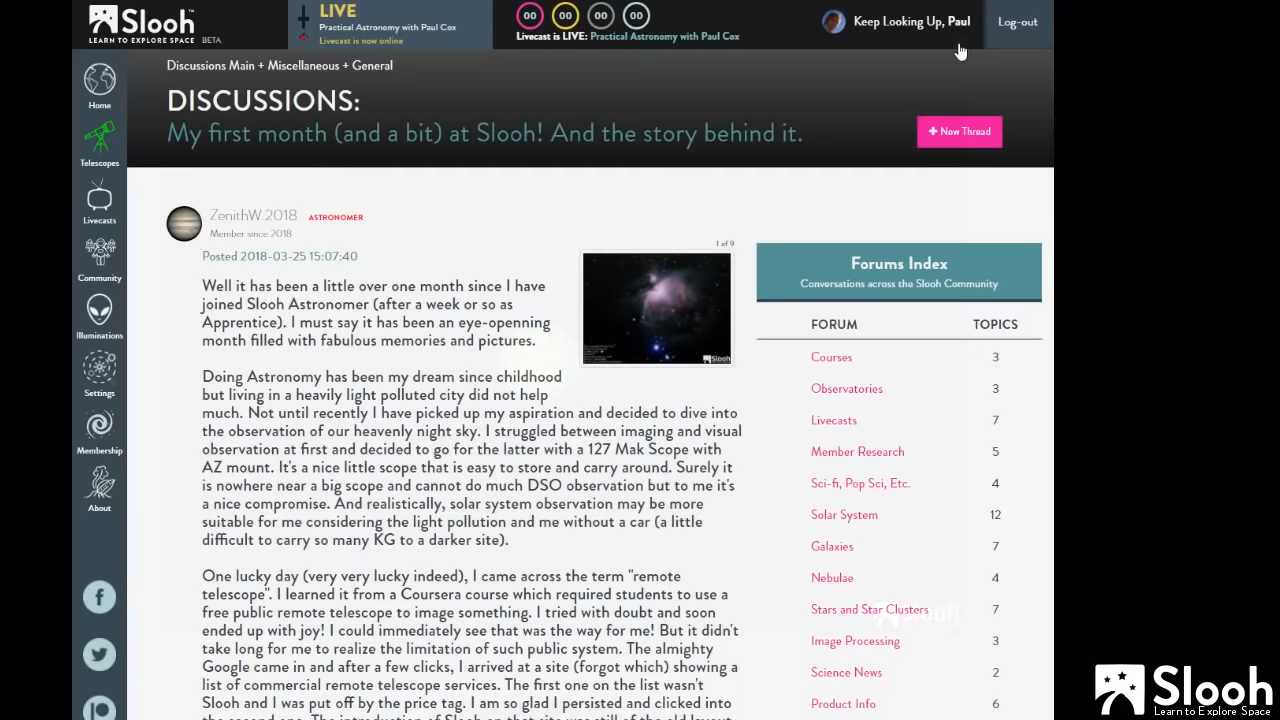 Slooh™
LEARN TO EXPLORE SPACE
BETA
LIVE
Practical Astronomy with Paul Cox
Livecast is now online
00 00 00 00
Livecast is LIVE: Practical Astronomy with Paul Cox
Keep Looking Up, Paul
Log-out
Home
Telescopes
Livecasts
Community
Illuminations
Settings
Membership
About
Discussions Main + Miscellaneous + General
DISCUSSIONS:
My first month (and a bit) at Slooh! And the story behind it.
+ New Thread
ZenithW.2018 ASTRONOMER
Member since 2018
Posted 2018-03-25 15:07:40
1 of 9
Slooh
Well it has been a little over one month since I have
joined Slooh Astronomer (after a week or so as
Apprentice). I must say it has been an eye-openning
month filled with fabulous memories and pictures.
Doing Astronomy has been my dream since childhood
but living in a heavily light polluted city did not help
much. Not until recently I have picked up my aspiration and decided to dive into
the observation of our heavenly night sky. I struggled between imaging and visual
observation at first and decided to go for the latter with a 127 Mak Scope with
AZ mount. It's a nice little scope that is easy to store and carry around. Surely it
is nowhere near a big scope and cannot do much DSO observation but to me it's
a nice compromise. And realistically, solar system observation may be more
suitable for me considering the light pollution and me without a car (a little
difficult to carry so many KG to a darker site).
One lucky day (very very lucky indeed), I came across the term "remote
telescope". I learned it from a Coursera course which required students to use a
free public remote telescope to image something. I tried with doubt and soon
ended up with joy! I could immediately see that was the way for me! But it didn't
take long for me to realize the limitation of such public system. The almighty
Google came in and after a few clicks, I arrived at a site (forgot which) showing a
list of commercial remote telescope services. The first one on the list wasn't
Slooh and I was put off by the price tag. I am so glad I persisted and clicked into
Forums Index
Conversations across the Slooh Community
FORUM TOPICS
Courses 3
Observatories 3
Livecasts 7
Member Research 5
Sci-fi, Pop Sci, Etc. 4
Solar System 12
Galaxies 7
Nebulae 4
Stars and Star Clusters 7
Slooh
Image Processing 3
Science News 2
Product Info 6
Slooh
Learn to Explore Space